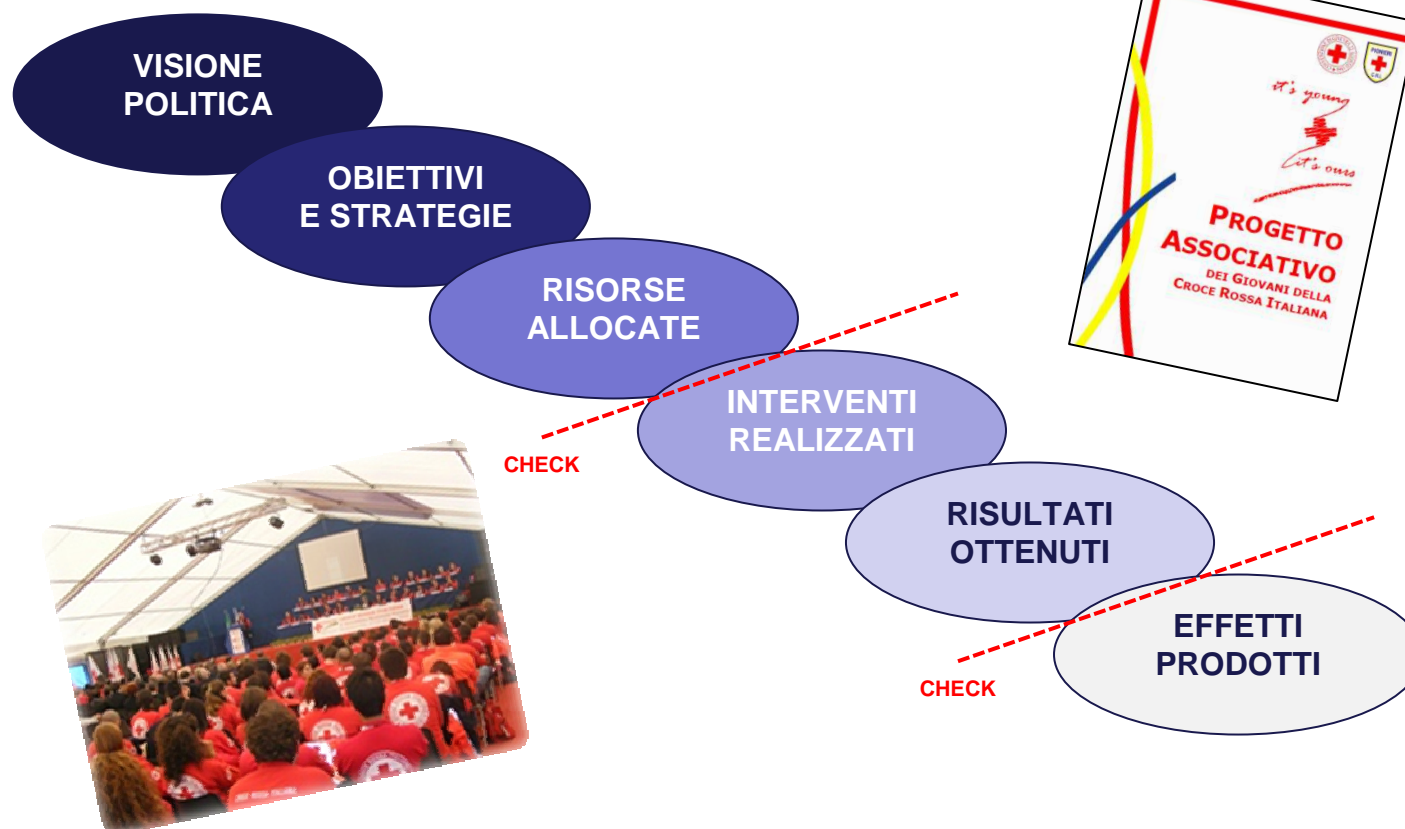 VISIONE
POLITICA
OBIETTIVI
E STRATEGIE
RISORSE
ALLOCATE
CHECK
INTERVENTI
REALIZZATI
RISULTATI
OTTENUTI
CHECK
EFFETTI
PRODOTTI
PIONIERI
C.R.I.
it's young
it's ours
PROGETTO
ASSOCIATIVO
DEI GIOVANI DELLA
CROCE ROSSA ITALIANA